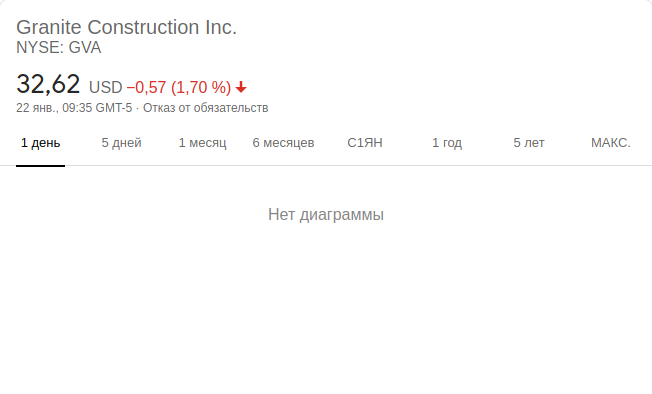 Granite Construction Inc.
NYSE: GVA
32,62 USD −0,57 (1,70 %)
22 янв., 09:35 GMT-5 · Отказ от обязательств
1 день 5 дней 1 месяц 6 месяцев С1ЯН 1 год 5 лет МАКС.
Нет диаграммы